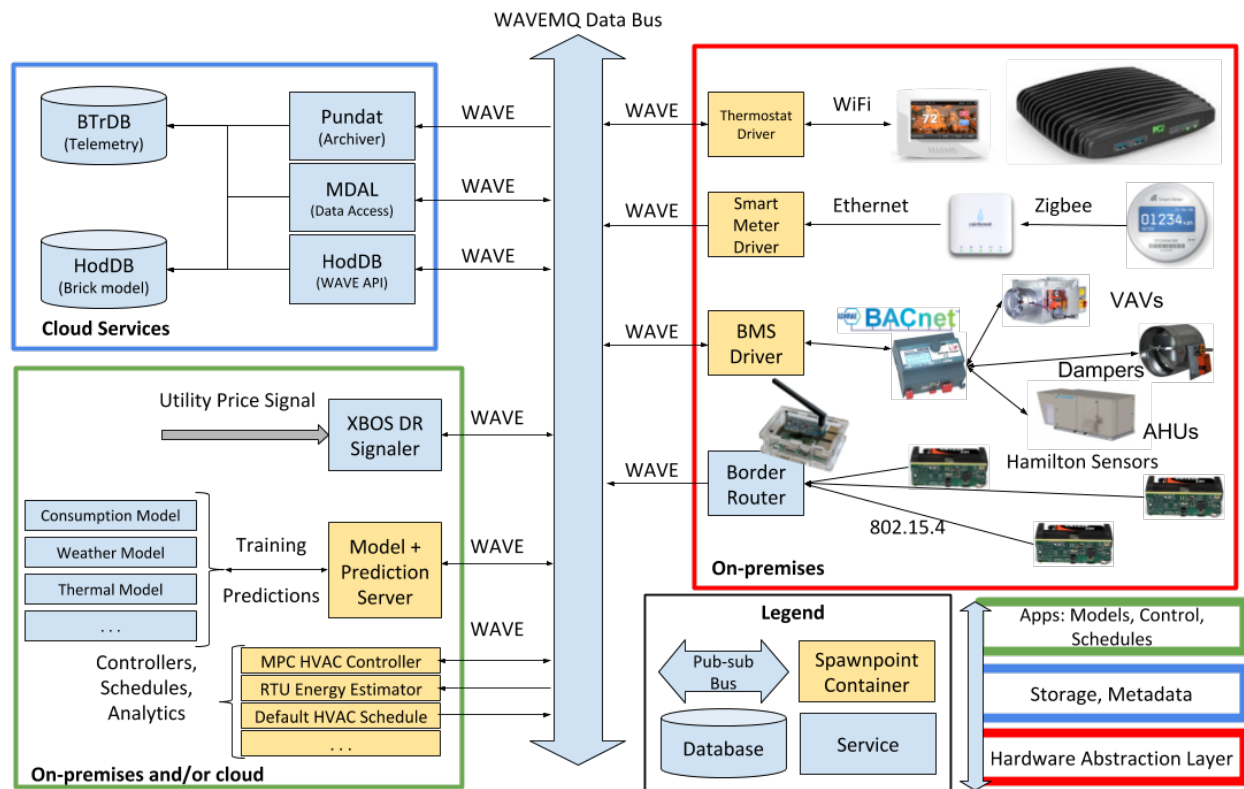 WAVEMQ Data Bus
BTrDB
(Telemetry)
HodDB
(Brick model)
Pundat
(Archiver)
MDAL
(Data Access)
HodDB
(WAVE API)
WAVE
WAVE
WAVE
Cloud Services
Utility Price Signal
XBOS DR
Signaler
WAVE
Consumption Model
Weather Model
Thermal Model
. . .
Training
Predictions
Model +
Prediction
Server
WAVE
WAVE
Controllers,
Schedules,
Analytics
MPC HVAC Controller
RTU Energy Estimator
Default HVAC Schedule
. . .
On-premises and/or cloud
WAVE
Thermostat
Driver
WiFi
72
WAVE
Smart
Meter
Driver
Ethernet
Zigbee
01234
WAVE
BMS
Driver
BACnet
VAVs
Dampers
AHUs
Hamilton Sensors
WAVE
Border
Router
802.15.4
On-premises
Legend
Pub-sub
Bus
Spawnpoint
Container
Database
Service
Apps: Models, Control,
Schedules
Storage, Metadata
Hardware Abstraction Layer